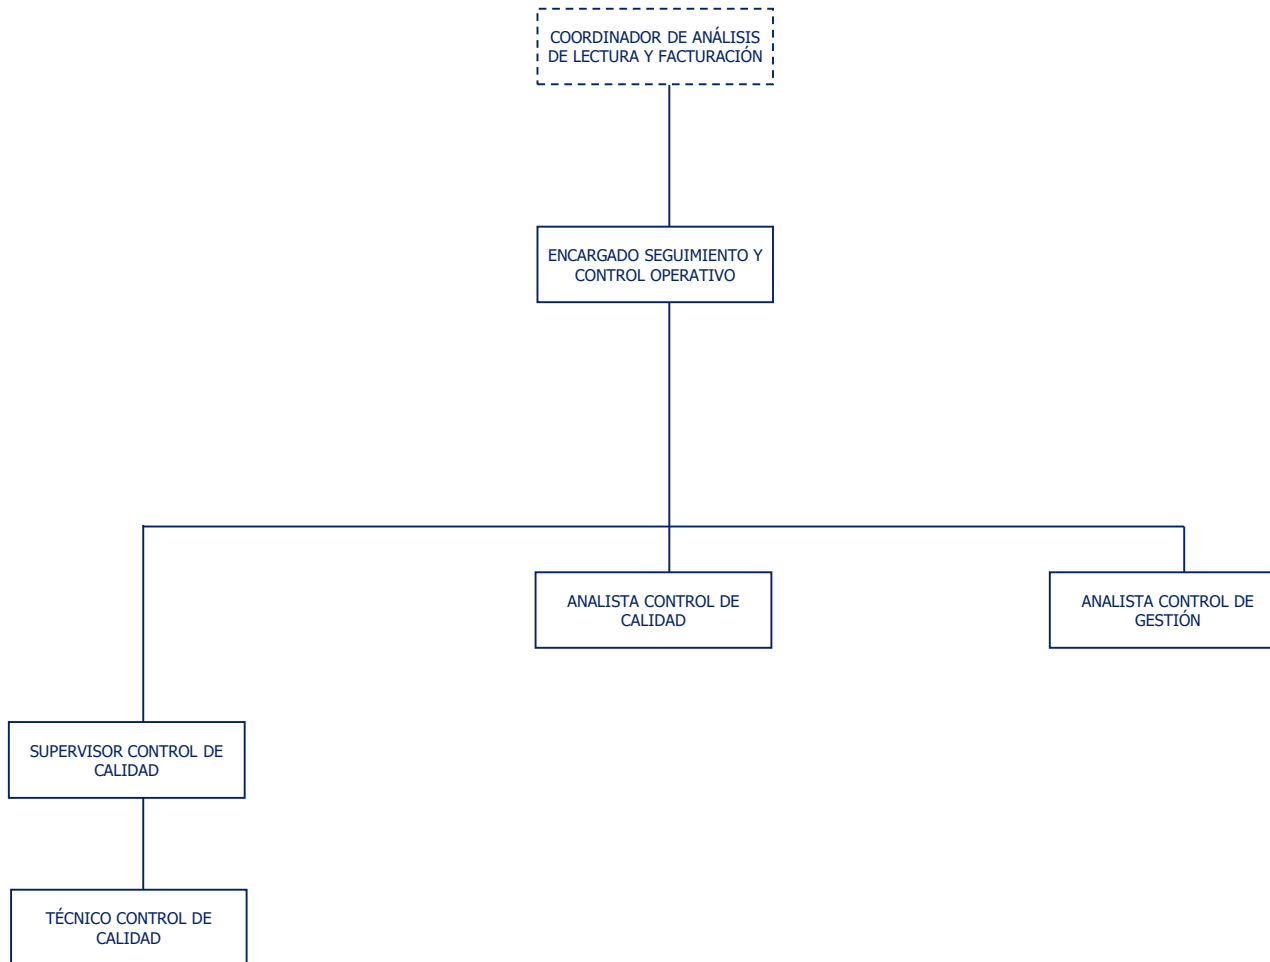 COORDINADOR DE ANÁLISIS
DE LECTURA Y FACTURACIÓN
ENCARGADO SEGUIMIENTO Y
CONTROL OPERATIVO
ANALISTA CONTROL DE
CALIDAD
ANALISTA CONTROL DE
GESTIÓN
SUPERVISOR CONTROL DE
CALIDAD
TÉCNICO CONTROL DE
CALIDAD